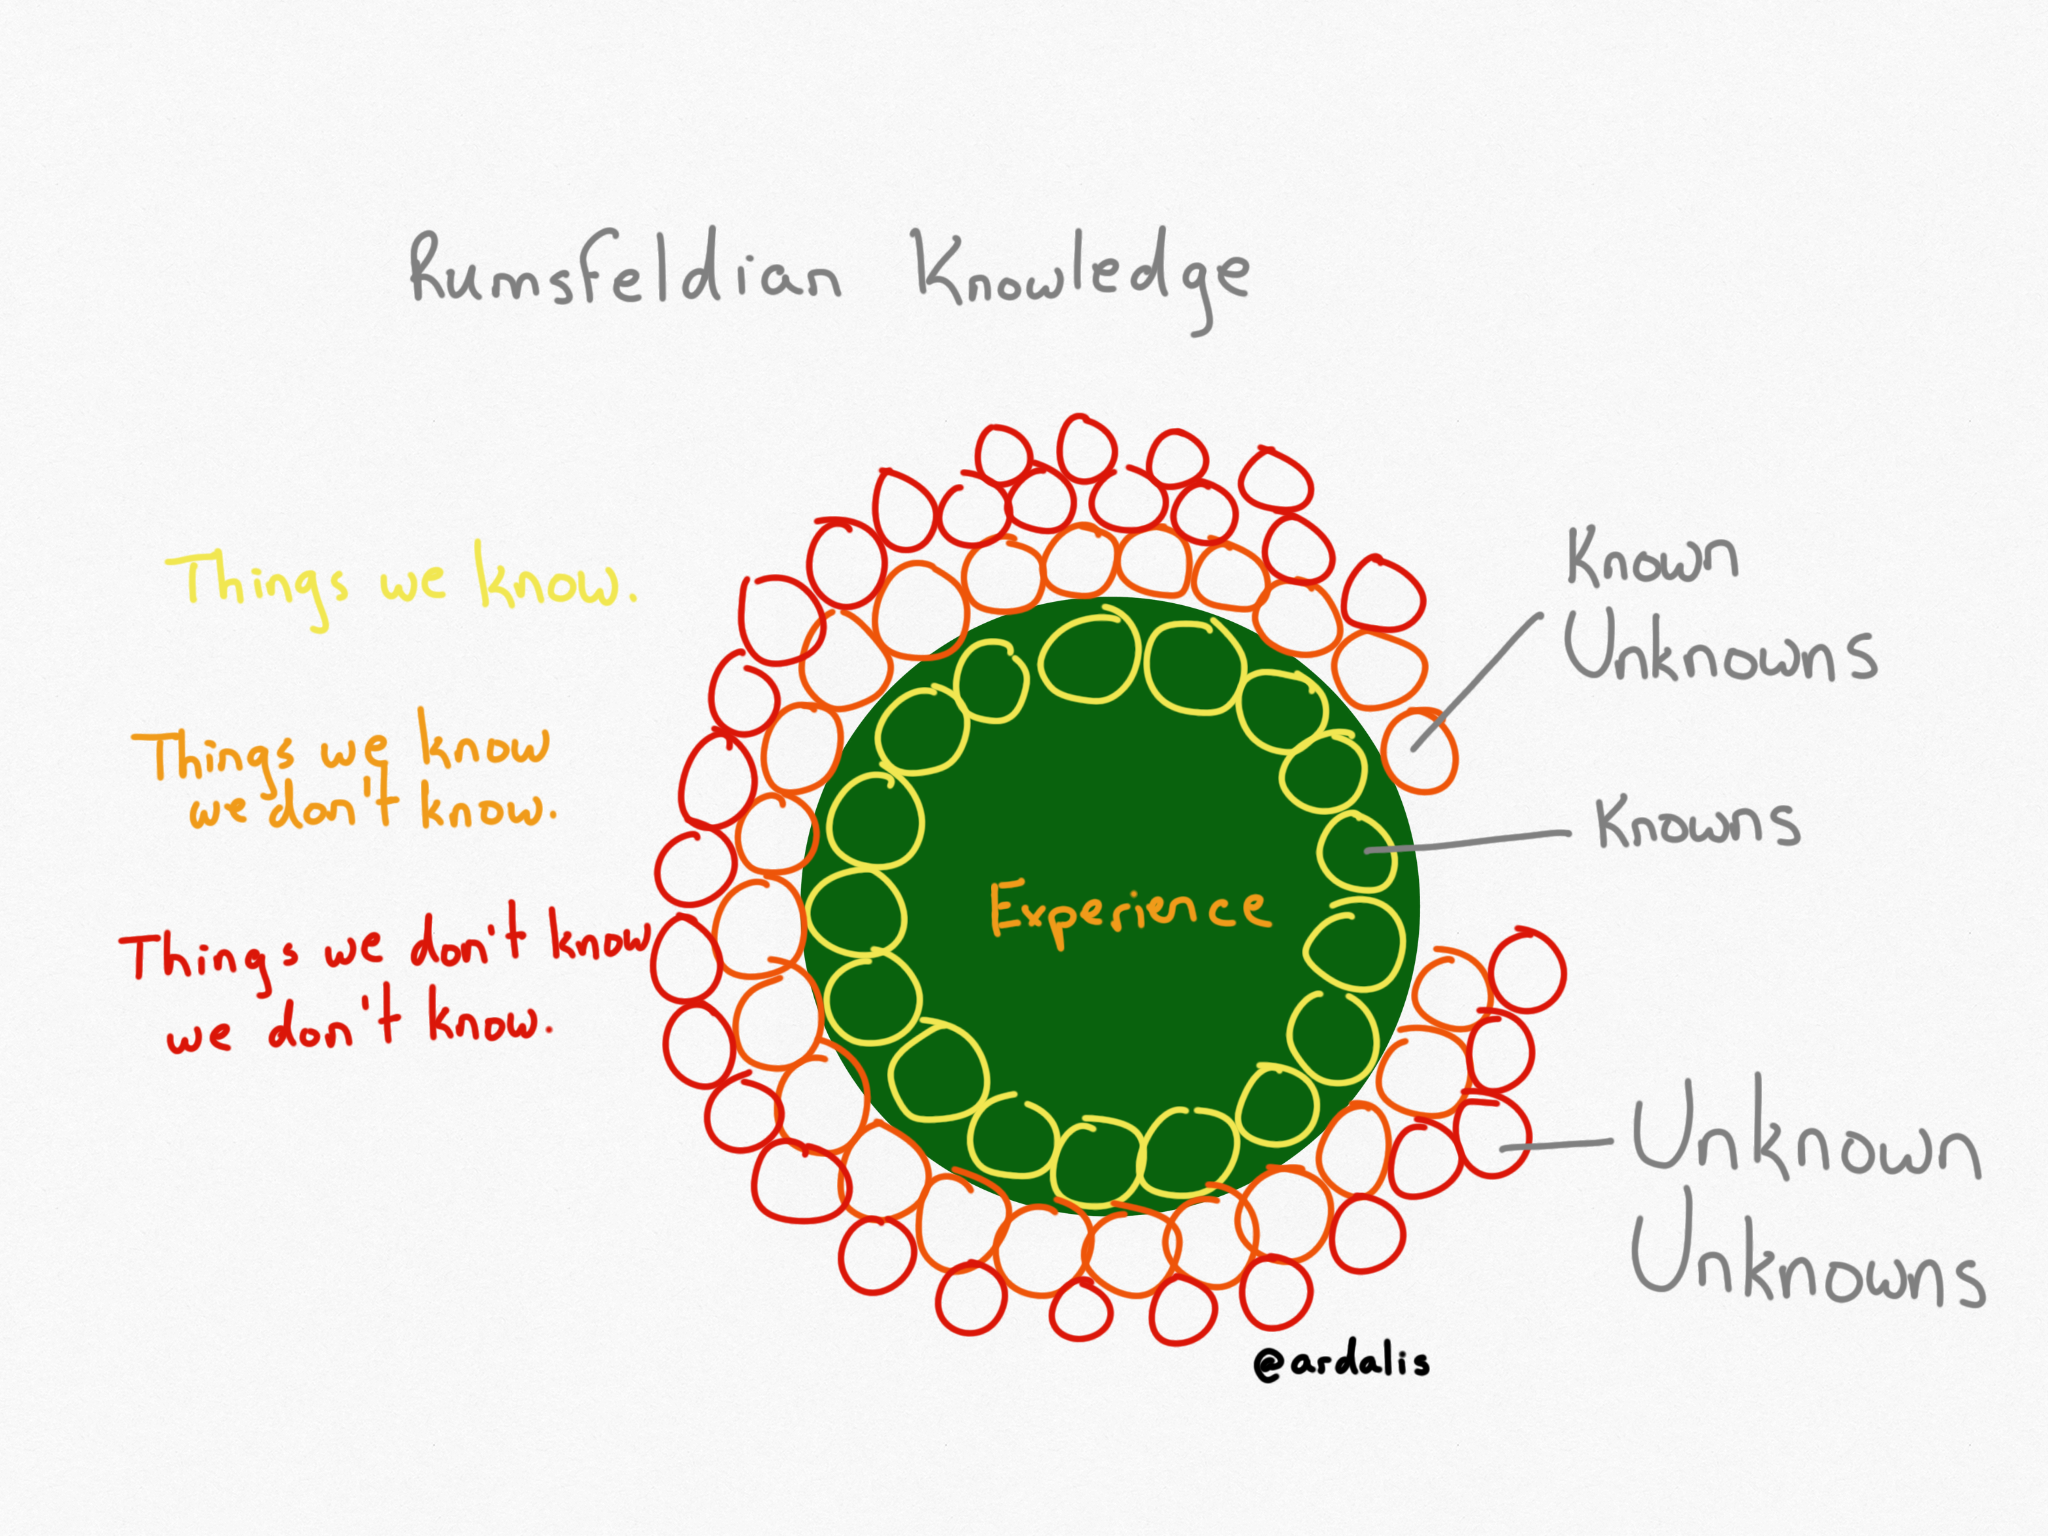 Rumsfeldian Knowledge
Things we know.
Things we know
we don't know.
Things we don't know
we don't know.
Experience
Known
Unknowns
Knowns
Unknown
Unknowns
@ardalis